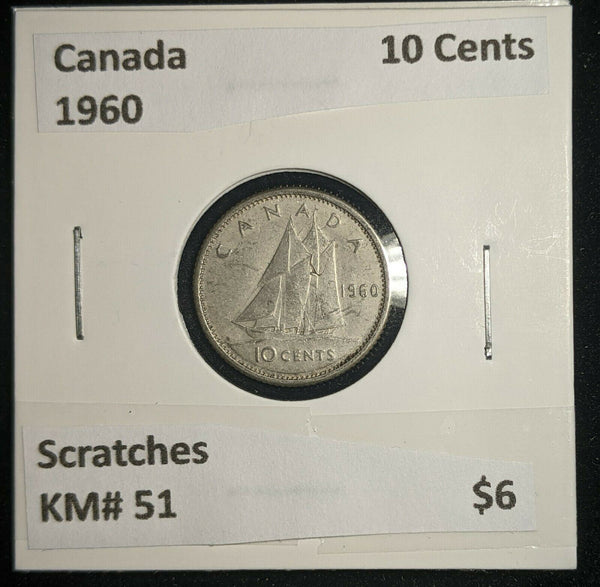 Canada 10 Cents
1960
CANADA
1960
10 CENTS
Scratches
KM# 51 $6